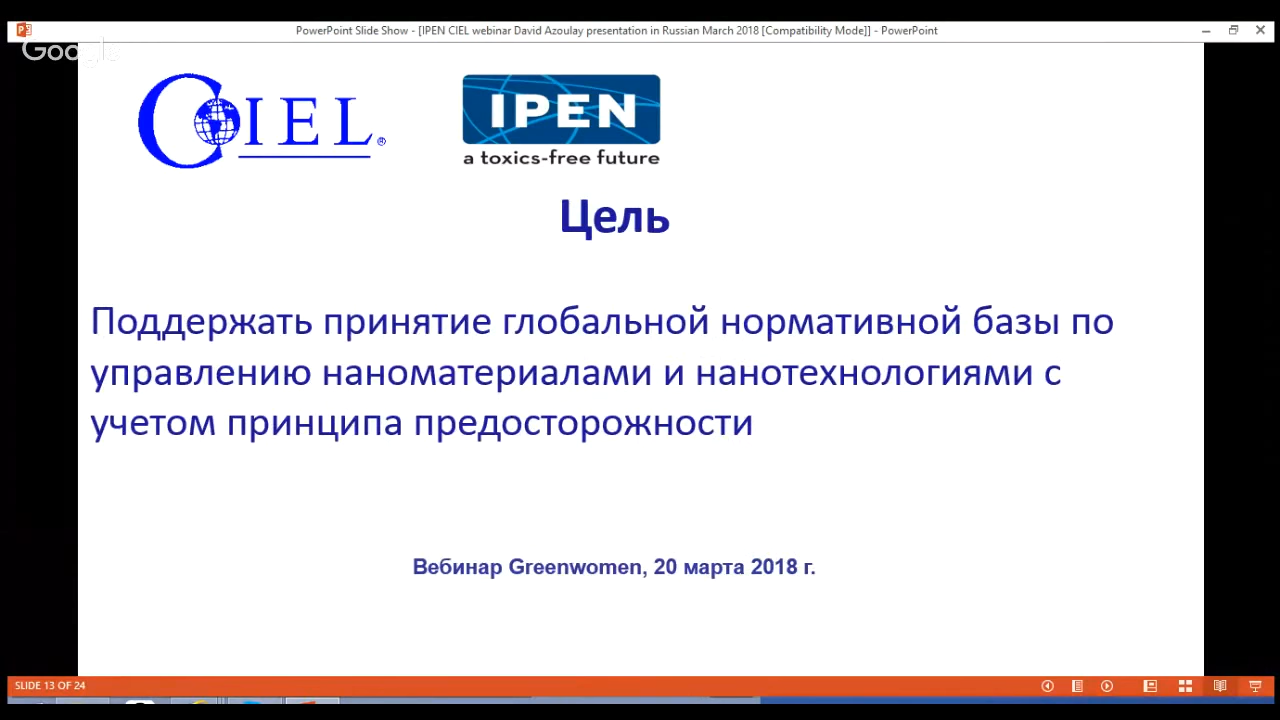 PowerPoint Slide Show - [IPEN CIEL webinar David Azoulay presentation in Russian March 2018 [Compatibility Mode]] - PowerPoint
Google
CIEL®
IPEN
a toxics-free future
Цель
Поддержать принятие глобальной нормативной базы по
управлению наноматериалами и нанотехнологиями с
учетом принципа предосторожности
Вебинар Greenwomen, 20 марта 2018 г.
SLIDE 13 OF 24